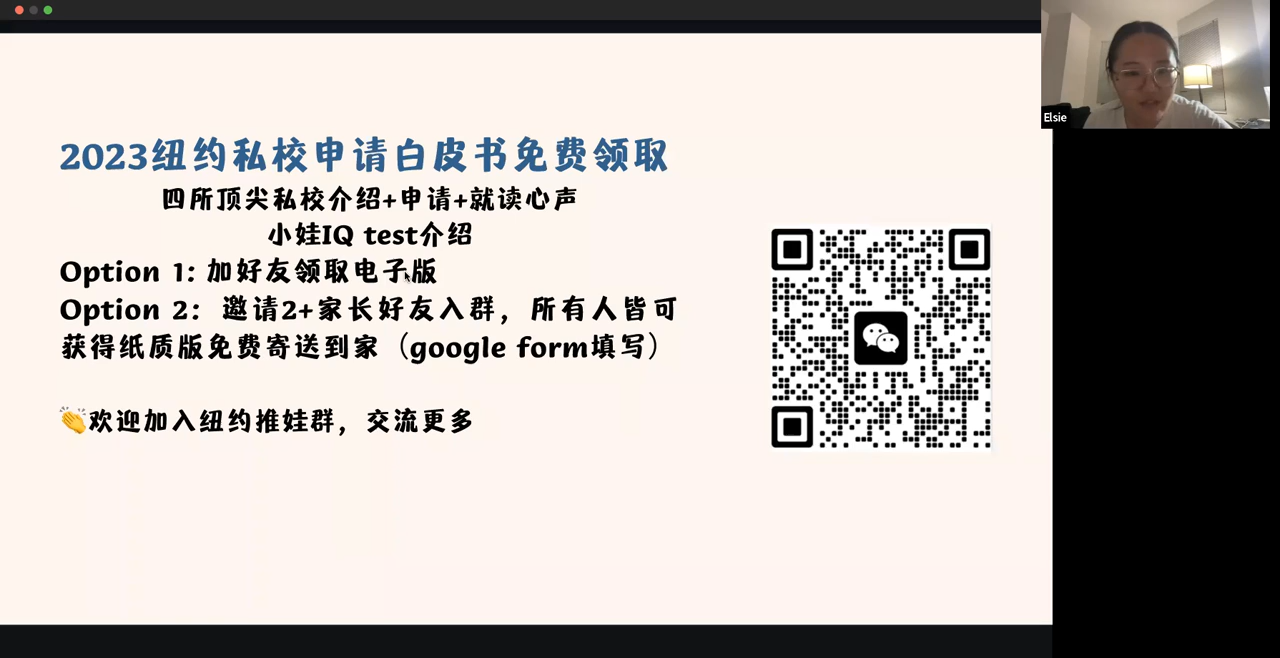 2023纽约私校申请白皮书免费领取
四所顶尖私校介绍+申请+就读心声
小娃IQ test介绍
Option 1: 加好友领取电子版
Option 2: 邀请2+家长好友入群，所有人皆可
获得纸质版免费寄送到家（google form填写）
👏欢迎加入纽约推娃群，交流更多
Elsie